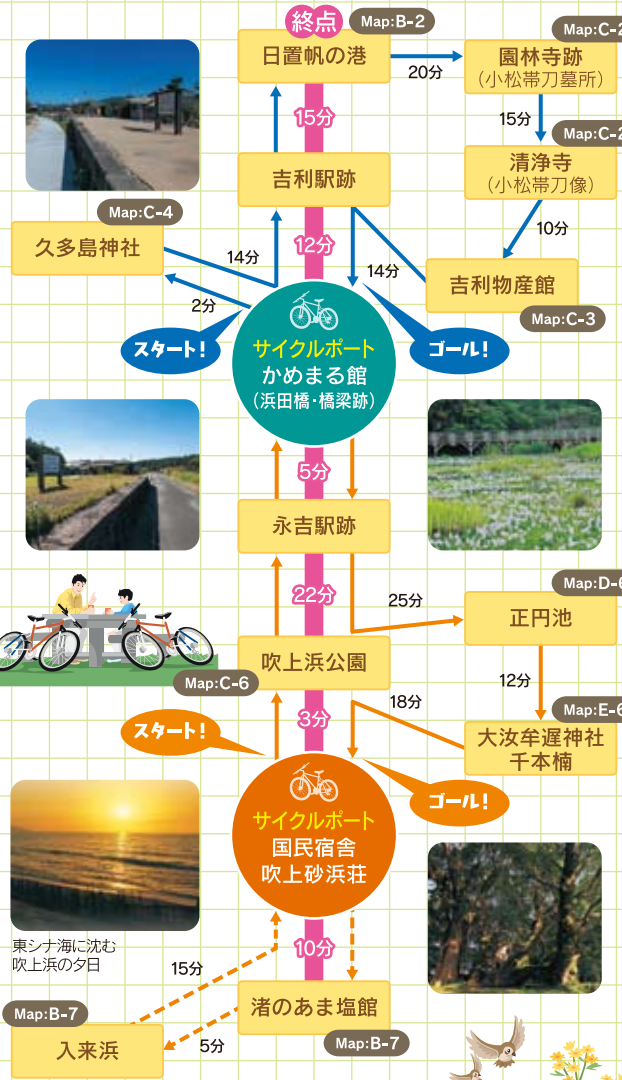 終点
Map:B-2
日置帆の港
20分
Map:C-2
園林寺跡
(小松帯刀墓所)
15分
15分
Map:C-2
清浄寺
(小松帯刀像)
吉利駅跡
10分
Map:C-4
久多島神社
14分
12分
14分
吉利物産館
Map:C-3
2分
スタート!
ゴール!
サイクルポート
かめまる館
(浜田橋・橋梁跡)
5分
永吉駅跡
22分
25分
Map:D-6
正円池
吹上浜公園
Map:C-6
12分
18分
Map:E-6
大汝牟遅神社
千本楠
3分
スタート!
ゴール!
サイクルポート
国民宿舎
吹上砂浜荘
東シナ海に沈む
吹上浜の夕日
10分
15分
渚のあま塩館
Map:B-7
5分
Map:B-7
入来浜